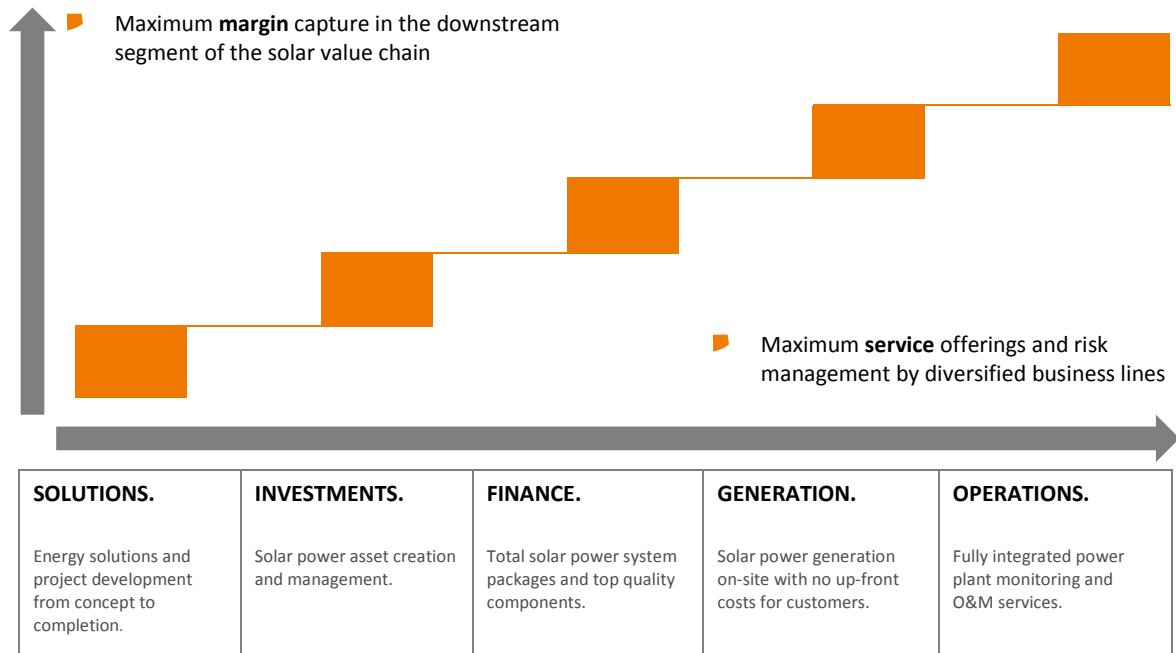 Maximum margin capture in the downstream
segment of the solar value chain
Maximum service offerings and risk
management by diversified business lines
SOLUTIONS.
Energy solutions and
project development
from concept to
completion.
INVESTMENTS.
Solar power asset creation
and management.
FINANCE.
Total solar power system
packages and top quality
components.
GENERATION.
Solar power generation
on-site with no up-front
costs for customers.
OPERATIONS.
Fully integrated power
plant monitoring and
O&M services.